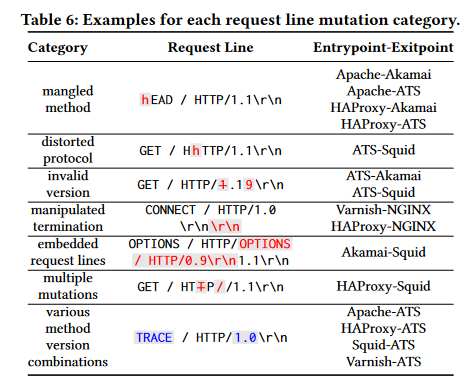 Table 6: Examples for each request line mutation category.
Category Request Line Entrypoint-Exitpoint
mangled method hEAD / HTTP/1.1\r\n Apache-Akamai
Apache-ATS
HAProxy-Akamai
HAProxy-ATS
distorted protocol GET / HhTTP/1.1\r\n ATS-Squid
invalid version GET / HTTP/1.19\r\n ATS-Akamai
ATS-Squid
manipulated termination CONNECT / HTTP/1.0
\r\n\r\n Varnish-NGINX
HAProxy-NGINX
embedded request lines OPTIONS / HTTP/OPTIONS
/ HTTP/0.9\r\n1.1\r\n Akamai-Squid
multiple mutations GET / HTTP//1.1\r\n HAProxy-Squid
various method version combinations TRACE / HTTP/1.0\r\n Apache-ATS
HAProxy-ATS
Squid-ATS
Varnish-ATS